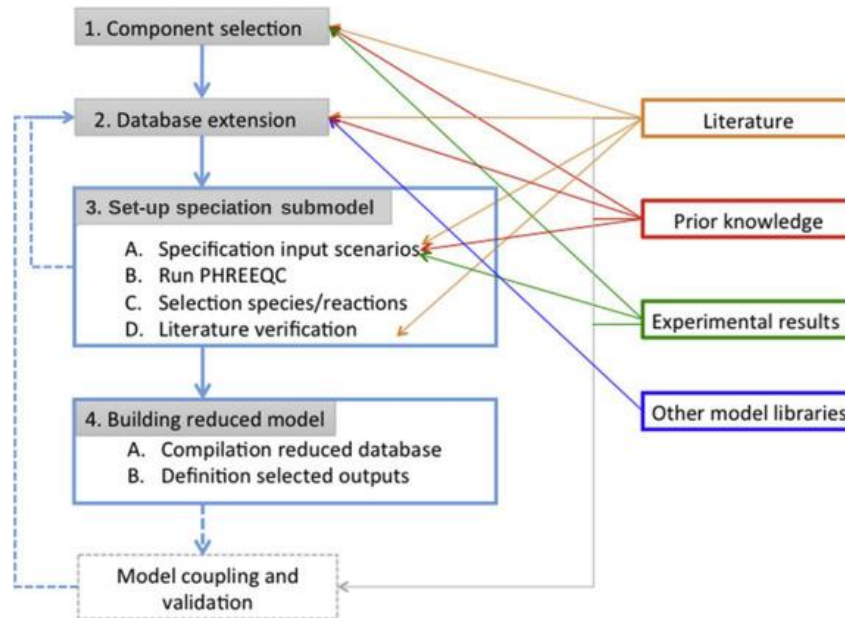 1. Component selection
2. Database extension
3. Set-up speciation submodel
A. Specification input scenarios
B. Run PHREEQC
C. Selection species/reactions
D. Literature verification
4. Building reduced model
A. Compilation reduced database
B. Definition selected outputs
Model coupling and
validation
Literature
Prior knowledge
Experimental results
Other model libraries